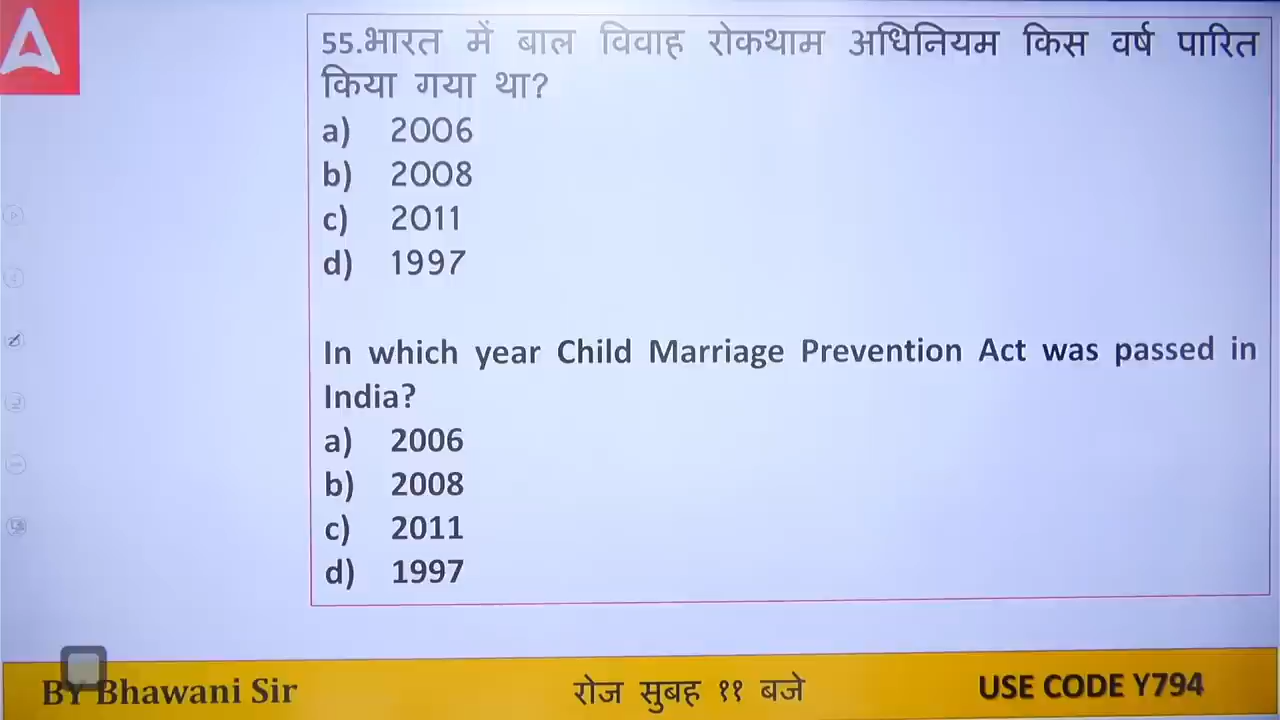 55.भारत में बाल विवाह रोकथाम अधिनियम किस वर्ष पारित
किया गया था?
a) 2006
b) 2008
c) 2011
d) 1997
In which year Child Marriage Prevention Act was passed in
India?
a) 2006
b) 2008
c) 2011
d) 1997
BY Bhawani Sir
रोज सुबह ११ बजे
USE CODE Y794